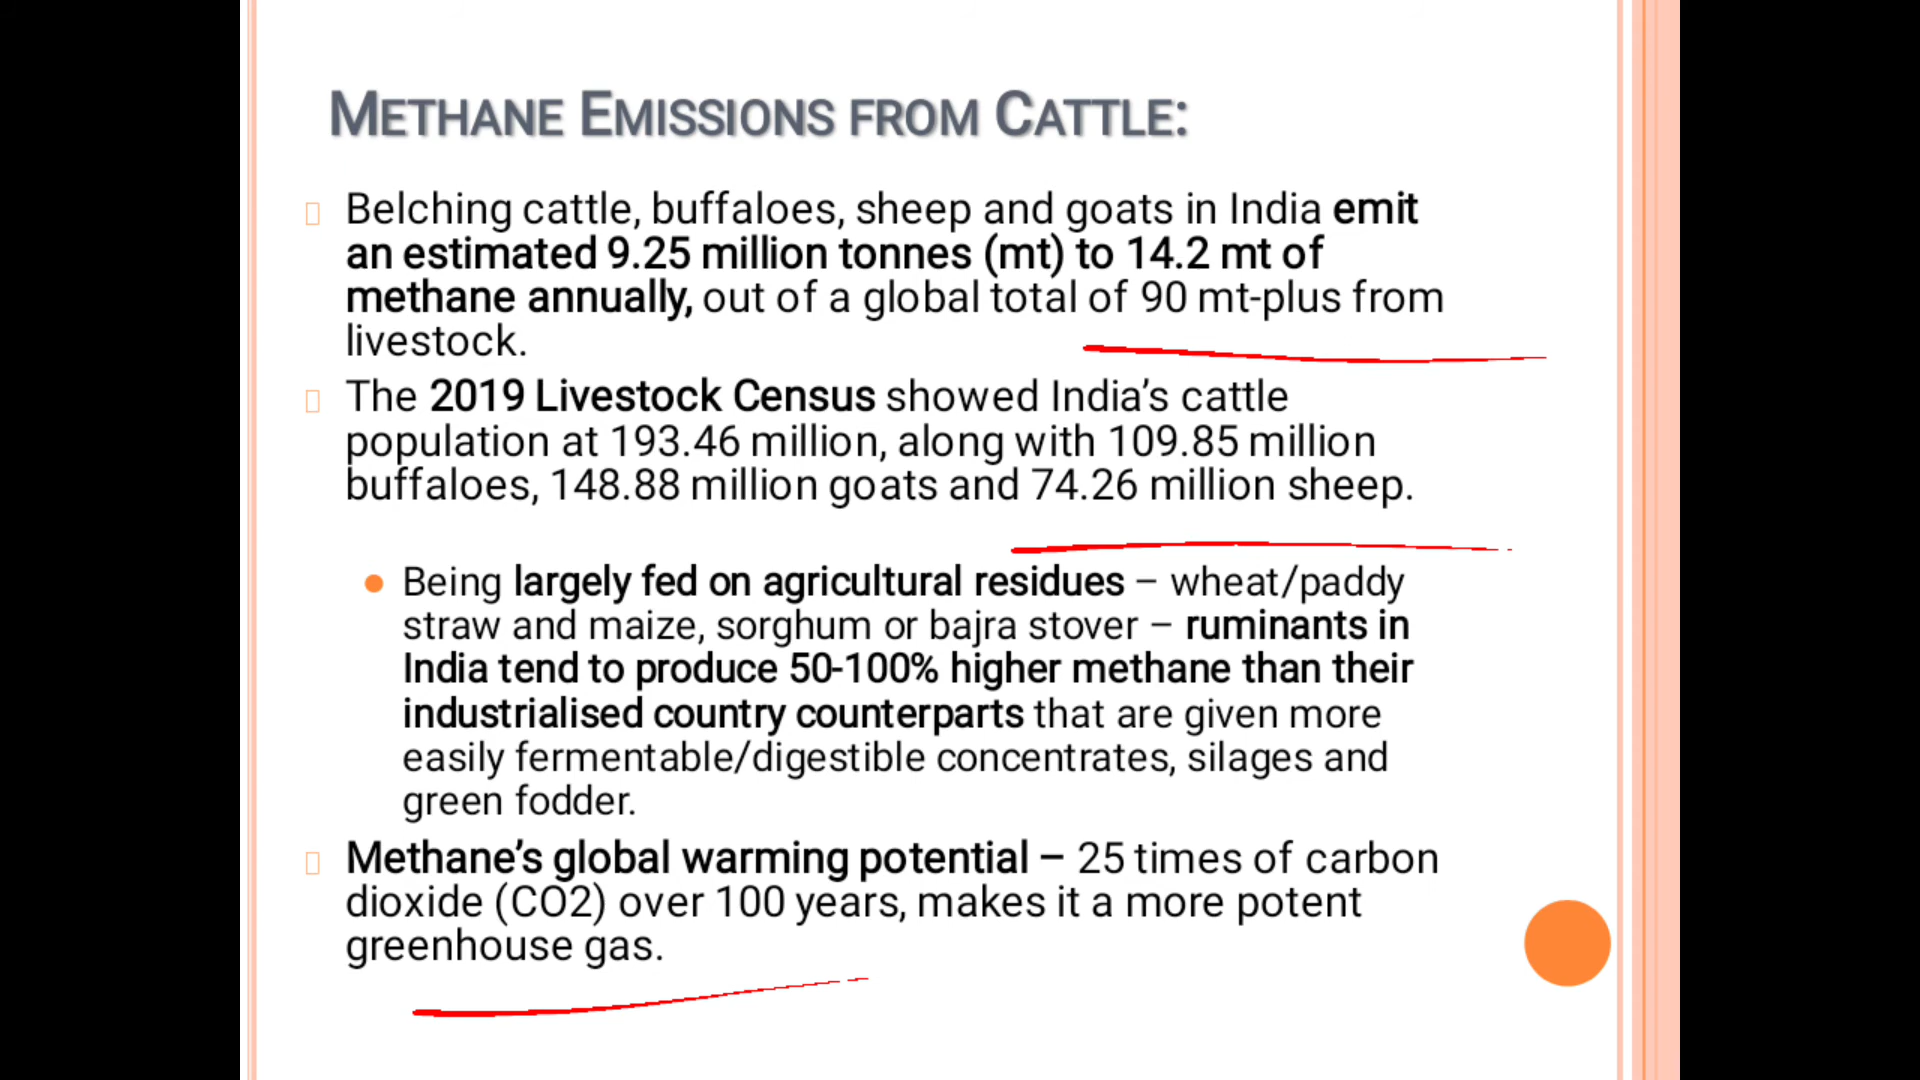 METHANE EMISSIONS FROM CATTLE:
Belching cattle, buffaloes, sheep and goats in India emit
an estimated 9.25 million tonnes (mt) to 14.2 mt of
methane annually, out of a global total of 90 mt-plus from
livestock.
The 2019 Livestock Census showed India’s cattle
population at 193.46 million, along with 109.85 million
buffaloes, 148.88 million goats and 74.26 million sheep.
Being largely fed on agricultural residues – wheat/paddy
straw and maize, sorghum or bajra stover – ruminants in
India tend to produce 50-100% higher methane than their
industrialised country counterparts that are given more
easily fermentable/digestible concentrates, silages and
green fodder.
Methane’s global warming potential – 25 times of carbon
dioxide (CO2) over 100 years, makes it a more potent
greenhouse gas.